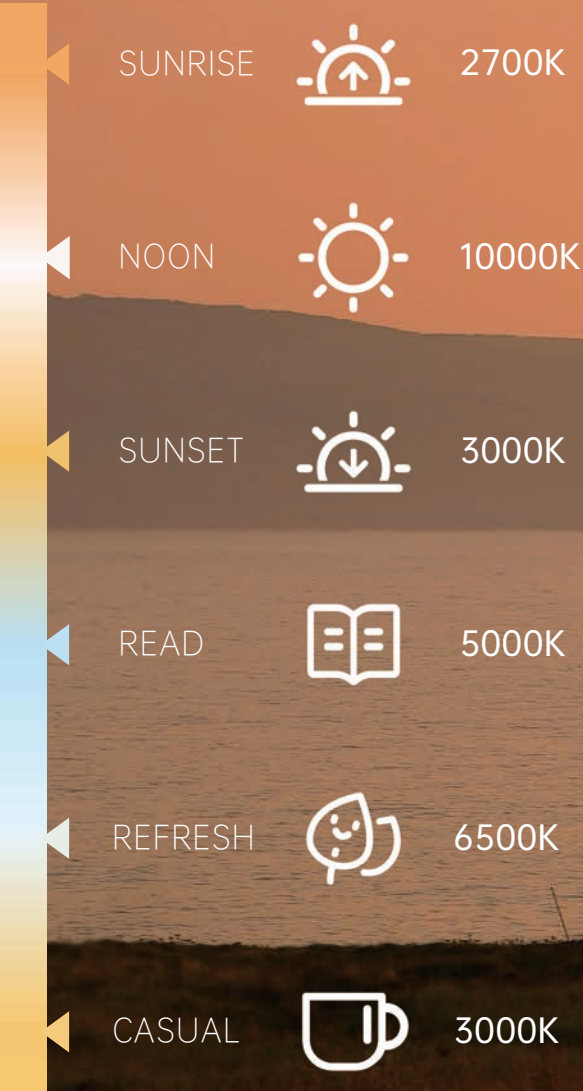 SUNRISE 2700K
NOON 10000K
SUNSET 3000K
READ 5000K
REFRESH 6500K
CASUAL 3000K